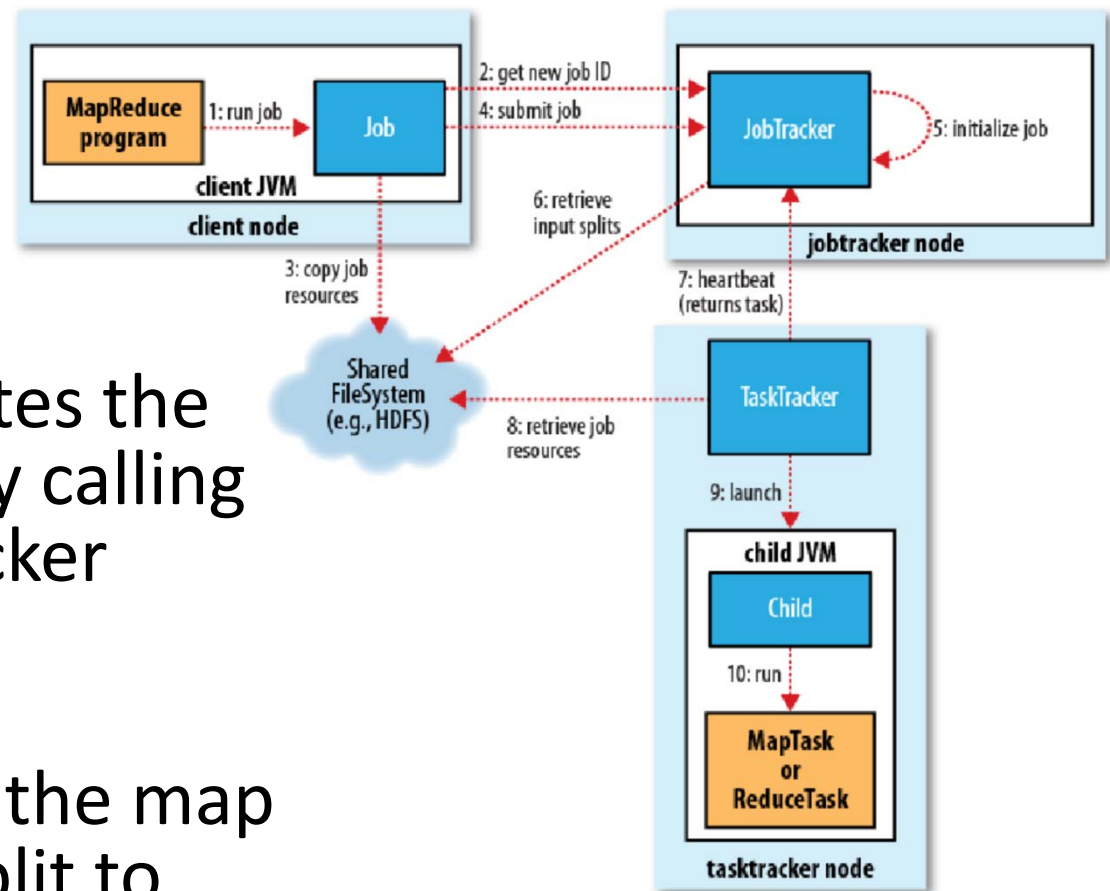 MapReduce
program
1: run job
Job
client JVM
client node
2: get new job ID
4: submit job
JobTracker
5: initialize job
jobtracker node
3: copy job
resources
6: retrieve
input splits
7: heartbeat
(returns task)
Shared
FileSystem
(e.g., HDFS)
8: retrieve job
resources
TaskTracker
9: launch
child JVM
Child
10: run
MapTask
or
ReduceTask
tasktracker node
the
calling
the map
to